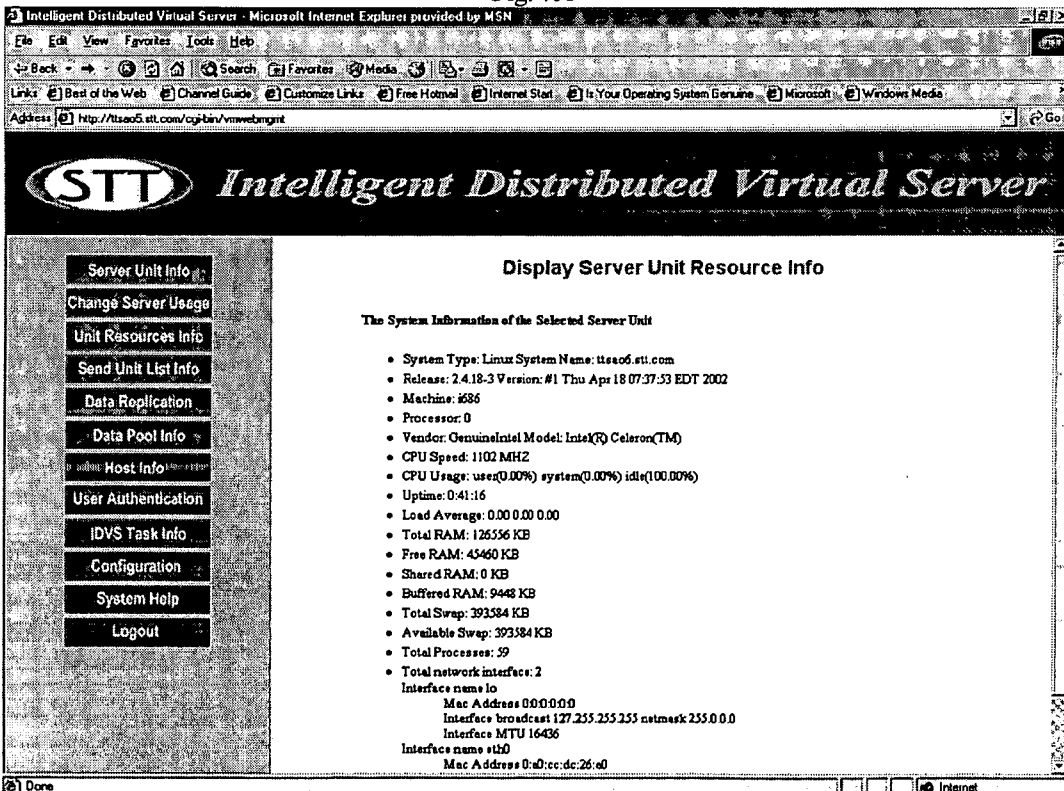 Intelligent Distributed Virtual Server - Microsoft Internet Explorer provided by MSN
File Edit View Favorites Tools Help
Back Search Favorites Media
Links Best of the Web Channel Guide Customize Links Free Hotmail Internet Start Is Your Operating System Genuine Microsoft Windows Media
Address http://ttsao5.stt.com/cgi-bin/vmwebmgmt Go
STT Intelligent Distributed Virtual Server
Server Unit Info
Change Server Usage
Unit Resources Info
Send Unit List Info
Data Replication
Data Pool Info
Host Info
User Authentication
IDVS Task Info
Configuration
System Help
Logout
Display Server Unit Resource Info
The System Information of the Selected Server Unit
System Type: Linux System Name: ttsao6.stt.com
Release: 2.4.18-3 Version: #1 Thu Apr 18 07:37:53 EDT 2002
Machine: i686
Processor: 0
Vendor: GenuineIntel Model: Intel(R) Celeron(TM)
CPU Speed: 1102 MHZ
CPU Usage: user(0.00%) system(0.00%) idle(100.00%)
Uptime: 0:41:16
Load Average: 0.00 0.00 0.00
Total RAM: 126556 KB
Free RAM: 45460 KB
Shared RAM: 0 KB
Buffered RAM: 9448 KB
Total Swap: 393584 KB
Available Swap: 393584 KB
Total Processes: 59
Total network interface: 2
Interface name lo
Mac Address 0:0:0:0:0:0
Interface broadcast 127.255.255.255 netmask 255.0.0.0
Interface MTU 16436
Interface name eth0
Mac Address 0:a0:cc:dc:26:e0
Done Internet